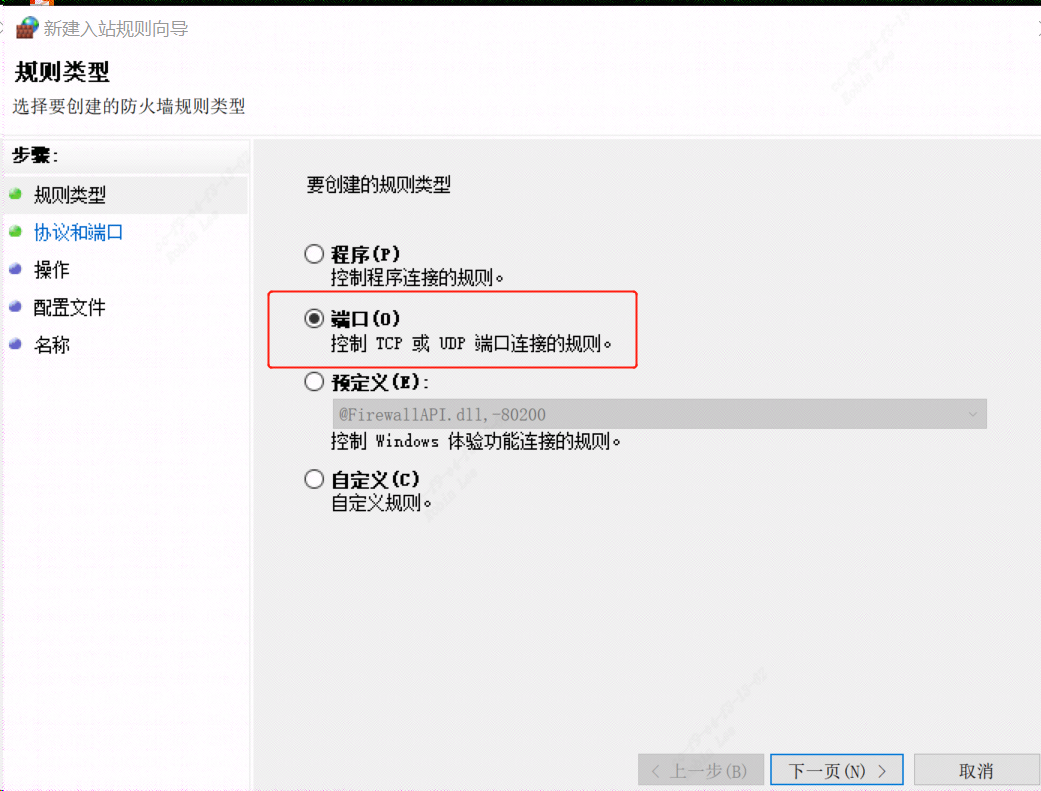 新建入站规则向导
规则类型
选择要创建的防火墙规则类型
步骤:
规则类型
协议和端口
操作
配置文件
名称
要创建的规则类型
程序(P)
控制程序连接的规则。
端口(O)
控制 TCP 或 UDP 端口连接的规则。
预定义(E):
@FirewallAPI.dll,-80200
控制 Windows 体验功能连接的规则。
自定义(C)
自定义规则。
< 上一步(B)
下一页(N) >
取消